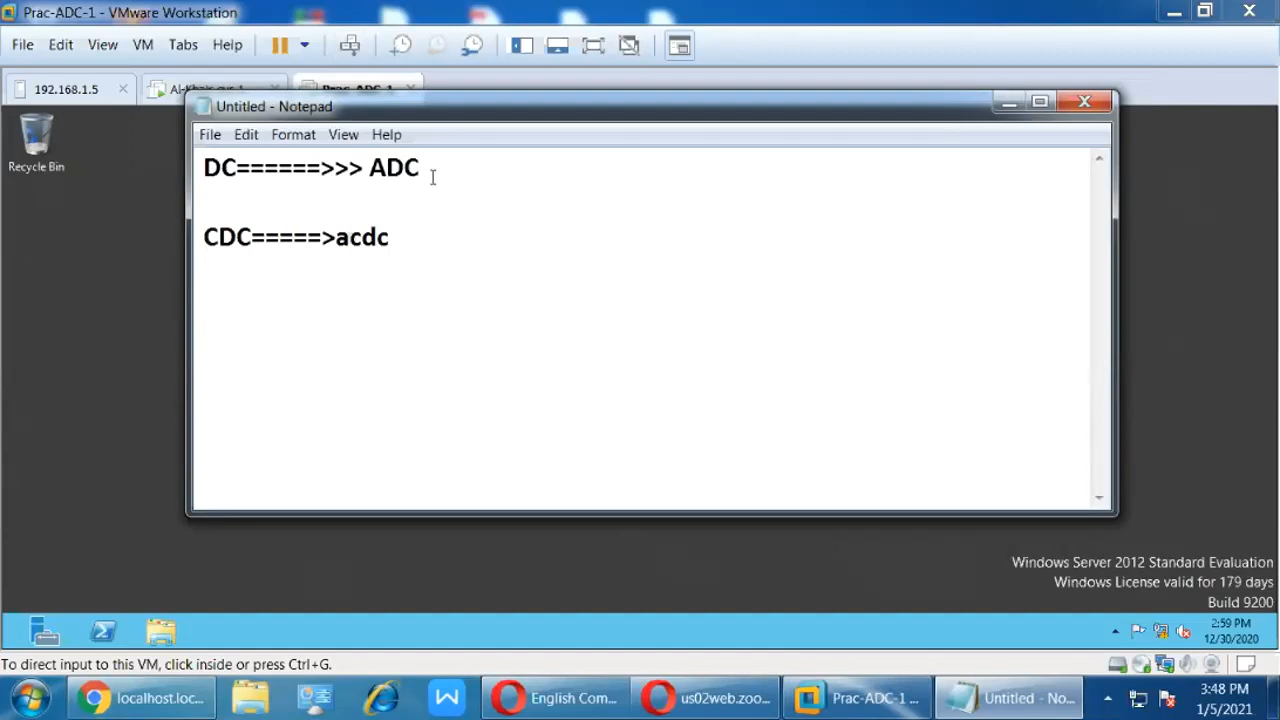 Prac-ADC-1 - VMware Workstation
File Edit View VM Tabs Help
192.168.1.5
Prac-ADC-1
Untitled - Notepad
File Edit Format View Help
DC======>>> ADC
CDC=====>acdc
Recycle Bin
Windows Server 2012 Standard Evaluation
Windows License valid for 179 days
Build 9200
2:59 PM
12/30/2020
To direct input to this VM, click inside or press Ctrl+G.
localhost.loc...
English Com...
us02web.zoo...
Prac-ADC-1 ...
Untitled - No...
3:48 PM
1/5/2021